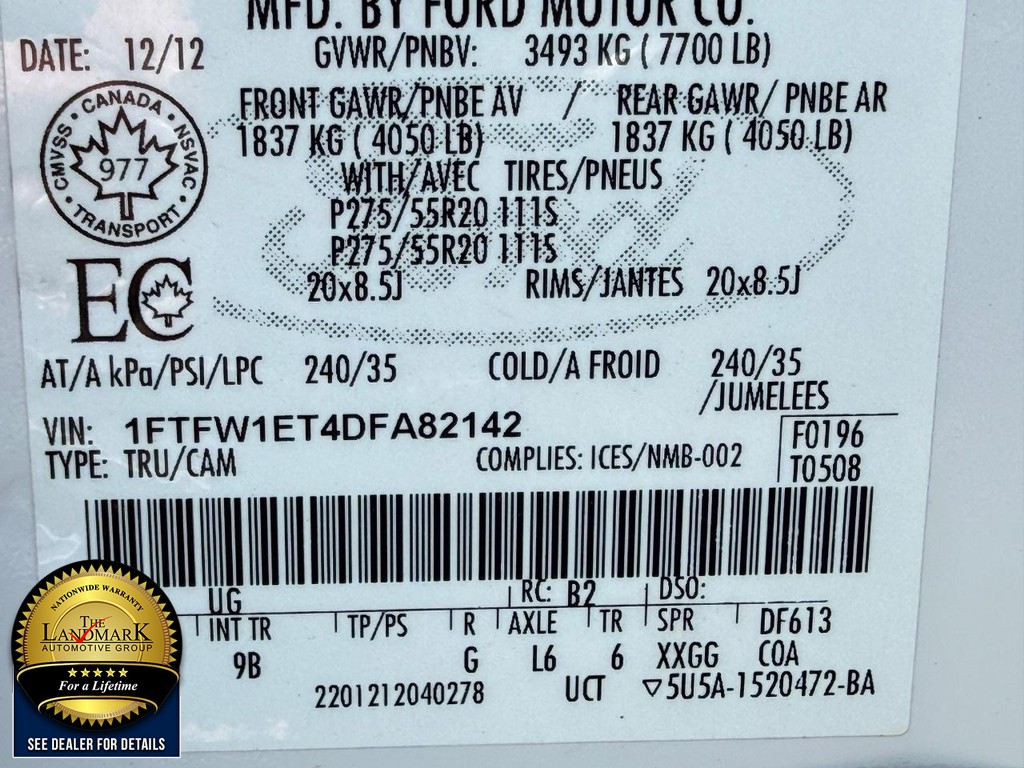 MFD. BY FORD MOTOR CO.
DATE: 12/12 GVWR/PNBV: 3493 KG ( 7700 LB)
FRONT GAWR/PNBE AV / REAR GAWR/ PNBE AR
1837 KG ( 4050 LB) 1837 KG ( 4050 LB)
WITH/AVEC TIRES/PNEUS
P275/55R20 111S
P275/55R20 111S
20x8.5J RIMS/JANTES 20x8.5J
CANADA
CMVSS NSVAC
977
TRANSPORT
EC
AT/A kPa/PSI/LPC 240/35 COLD/A FROID 240/35
/JUMELEES
VIN: 1FTFW1ET4DFA82142
TYPE: TRU/CAM COMPLIES: ICES/NMB-002
F0196
T0508
UG RC: B2 DSO:
INT TR TP/PS R AXLE TR SPR DF613
9B G L6 6 XXGG COA
2201212040278 UCT ▽5U5A-1520472-BA
Ford
NATIONWIDE WARRANTY
THE
LANDMARK
AUTOMOTIVE GROUP
★★★★★
For a Lifetime
SEE DEALER FOR DETAILS